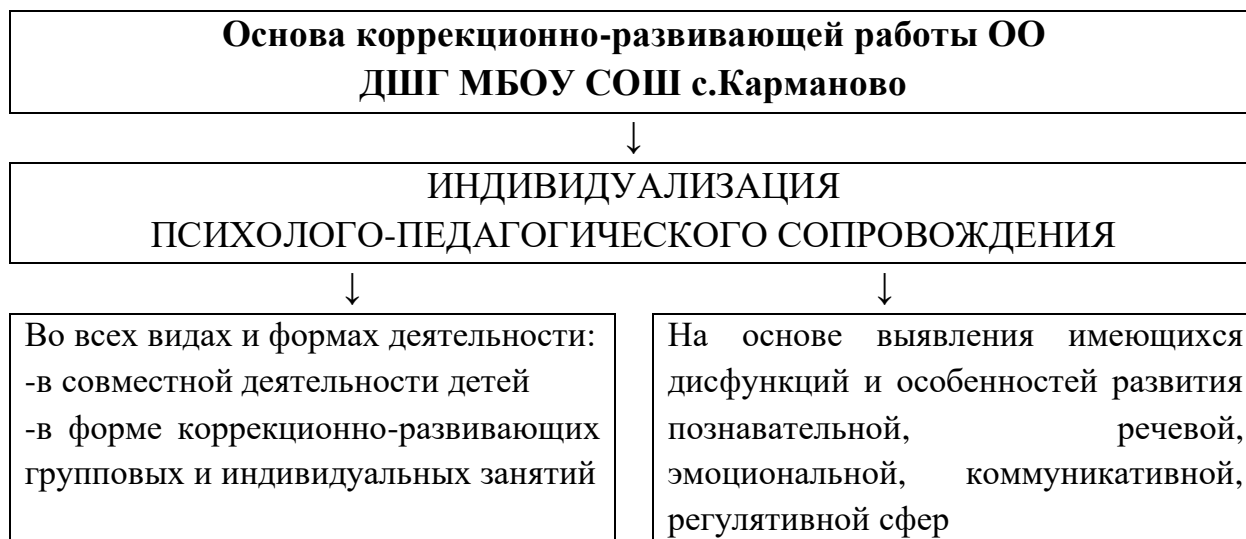 Основа коррекционно-развивающей работы ОО
ДШГ МБОУ СОШ с.Карманово
↓
ИНДИВИДУАЛИЗАЦИЯ
ПСИХОЛОГО-ПЕДАГОГИЧЕСКОГО СОПРОВОЖДЕНИЯ
↓ ↓
Во всех видах и формах деятельности:
-в совместной деятельности детей
-в форме коррекционно-развивающих
групповых и индивидуальных занятий
На основе выявления имеющихся
дисфункций и особенностей развития
познавательной, речевой,
эмоциональной, коммуникативной,
регулятивной сфер